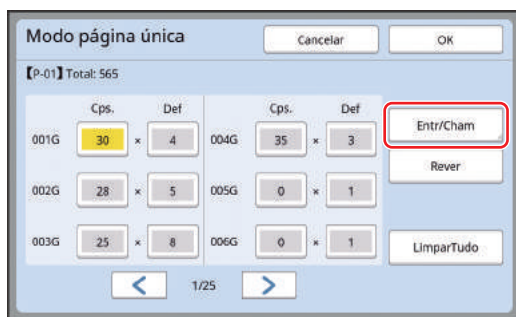 Modo página única
Cancelar
OK
【P-01】Total: 565
Cps. Def Cps. Def
001G 30 × 4 004G 35 × 3
Entr/Cham
Rever
002G 28 × 5 005G 0 × 1
003G 25 × 8 006G 0 × 1
LimparTudo
< 1/25 >